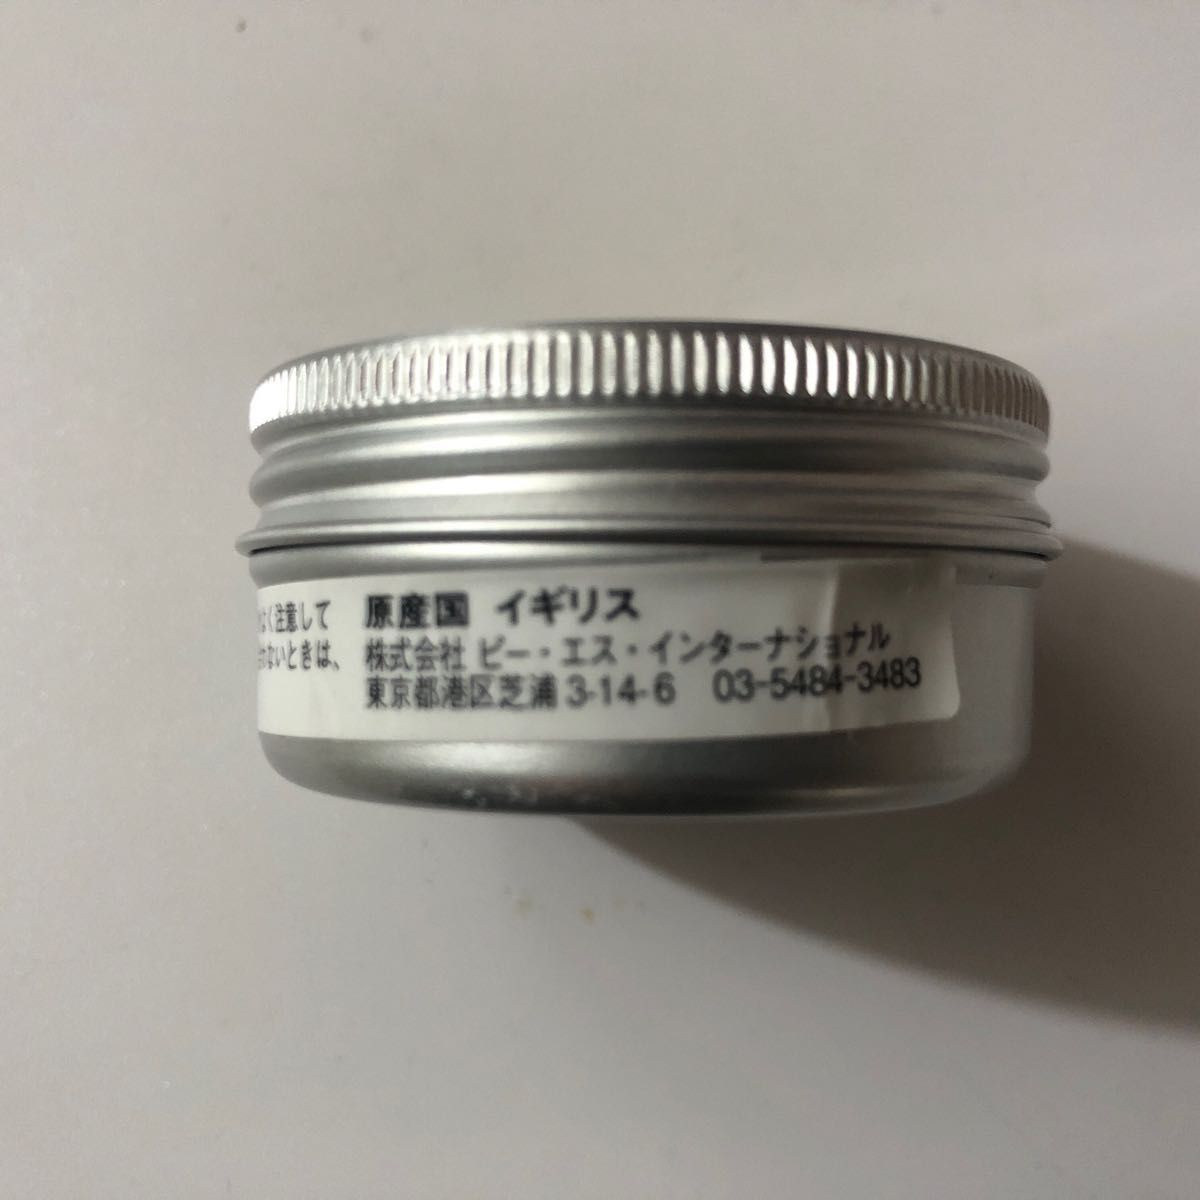 よく注意して
ないときは、
原産国 イギリス
株式会社 ビー・エス・インターナショナル
東京都港区芝浦 3-14-6 03-5484-3483